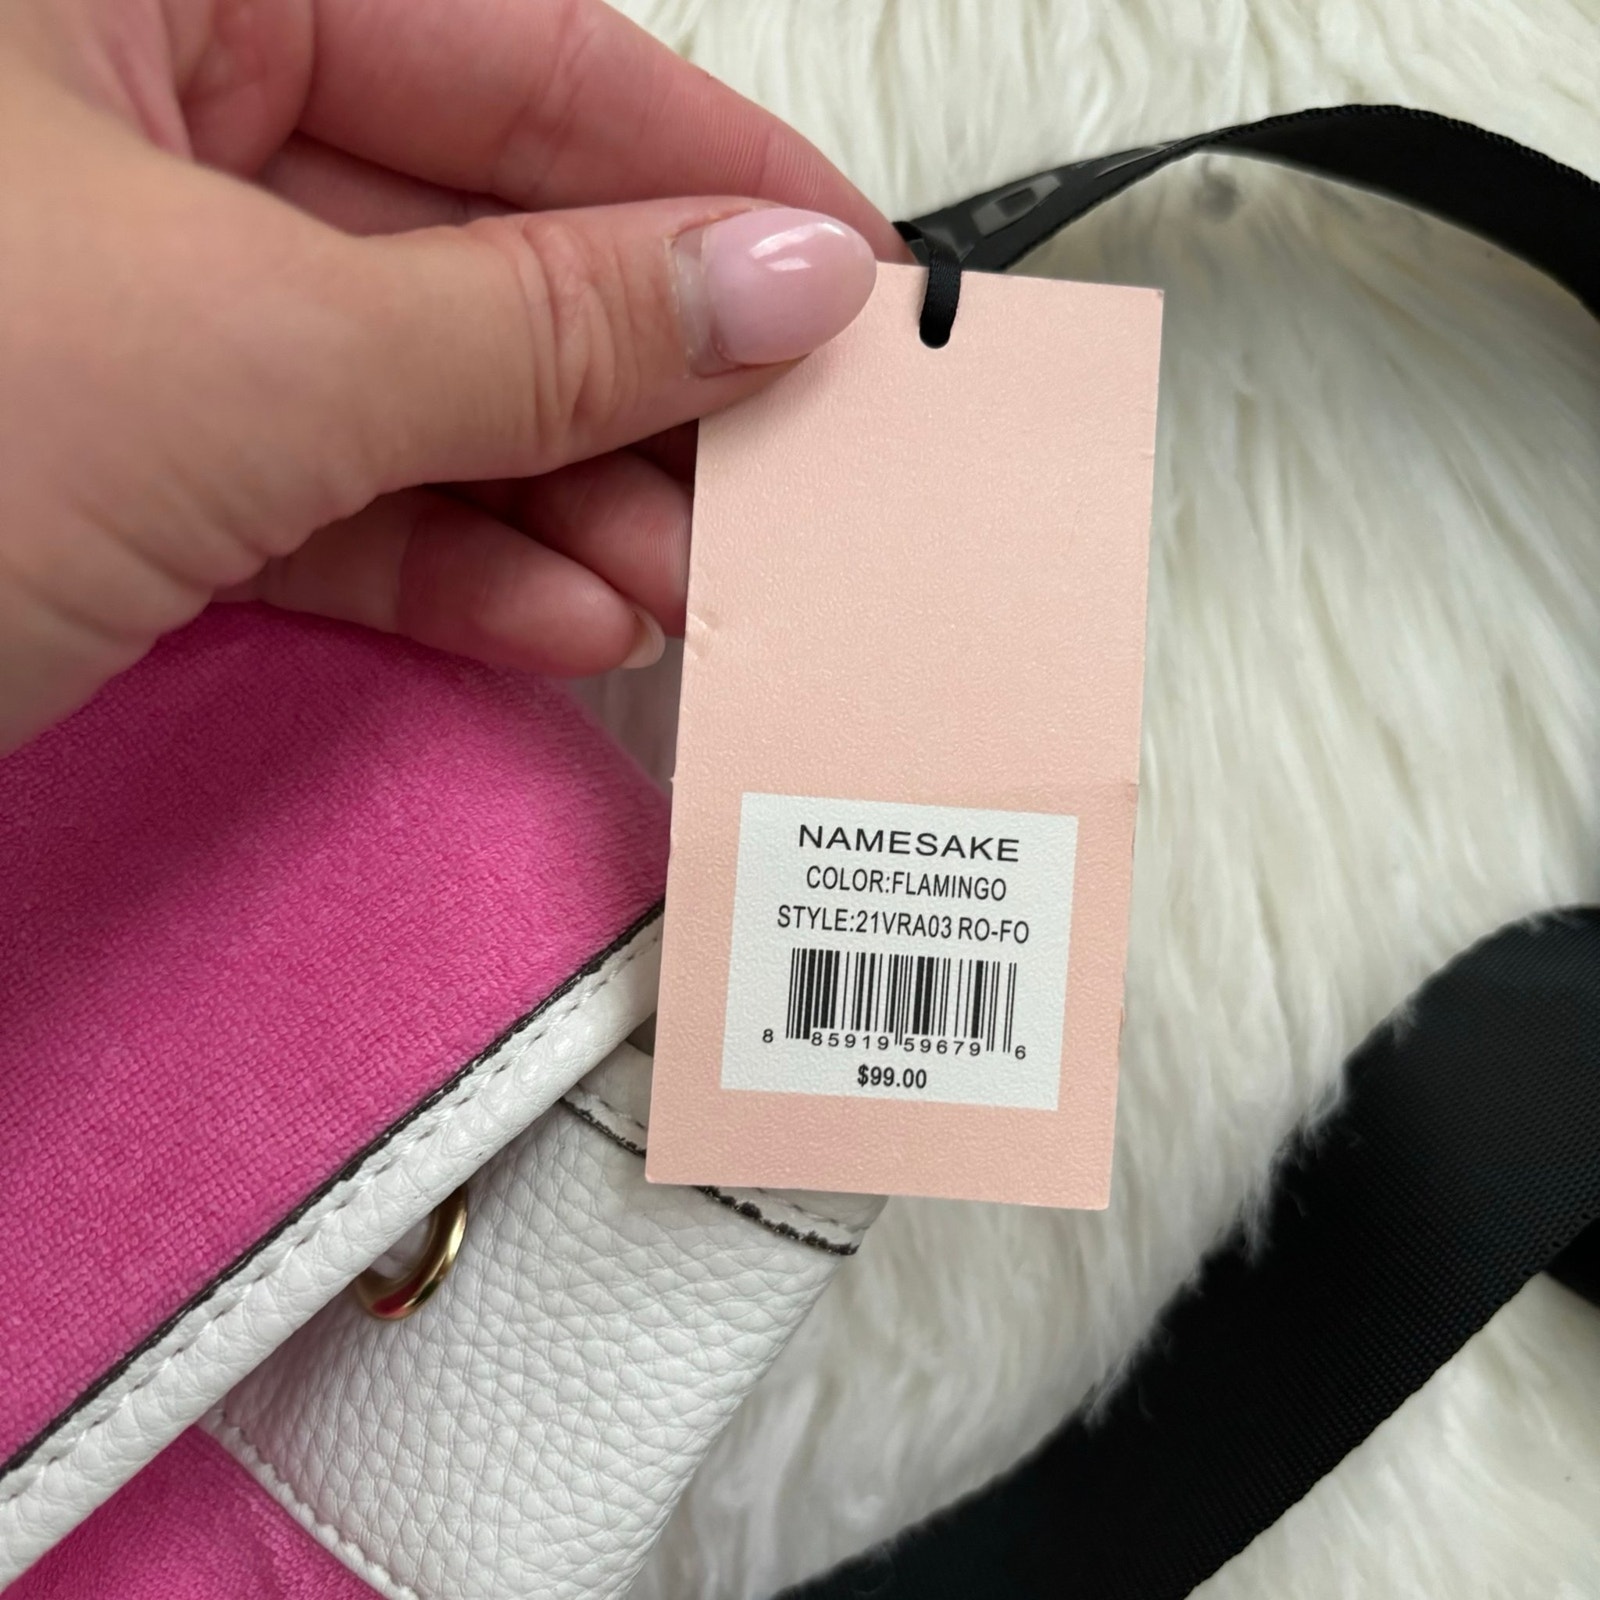 NAMESAKE
COLOR:FLAMINGO
STYLE:21VRA03 RO-FO
8 85919 59679 6
$99.00